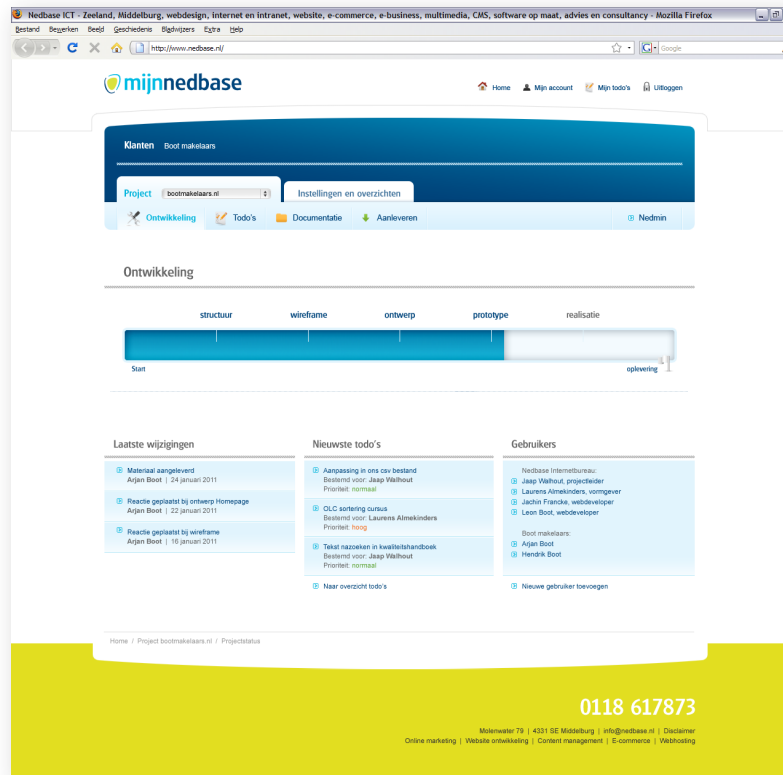 Nedbase ICT - Zeeland, Middelburg, webdesign, internet en intranet, website, e-commerce, e-business, multimedia, CMS, software op maat, advies en consultancy - Mozilla Firefox
Bestand Bewerken Beeld Geschiedenis Bladwijzers Extra Help
http://www.nedbase.nl/
G Google
mijnnedbase
Home Mijn account Mijn todo's Uitloggen
Klanten Boot makelaars
Project bootmakelaars.nl Instellingen en overzichten
Ontwikkeling Todo's Documentatie Aanleveren Nedmin
Ontwikkeling
structuur wireframe ontwerp prototype realisatie
Start oplevering
Laatste wijzigingen
Materiaal aangeleverd
Arjan Boot | 24 januari 2011
Reactie geplaatst bij ontwerp Homepage
Arjan Boot | 22 januari 2011
Reactie geplaatst bij wireframe
Arjan Boot | 16 januari 2011
Nieuwste todo's
Aanpassing in ons csv bestand
Bestemd voor: Jaap Walhout
Prioriteit: normaal
OLC sortering cursus
Bestemd voor: Laurens Almekinders
Prioriteit: hoog
Tekst nazoeken in kwaliteitshandboek
Bestemd voor: Jaap Walhout
Prioriteit: normaal
Naar overzicht todo's
Gebruikers
Nedbase Internetbureau:
Jaap Walhout, projectleider
Laurens Almekinders, vormgever
Jachin Francke, webdeveloper
Leon Boot, webdeveloper
Boot makelaars:
Arjan Boot
Hendrik Boot
Nieuwe gebruiker toevoegen
Home / Project bootmakelaars.nl / Projectstatus
0118 617873
Molenwater 79 | 4331 SE Middelburg | info@nedbase.nl | Disclaimer
Online marketing | Website ontwikkeling | Content management | E-commerce | Webhosting